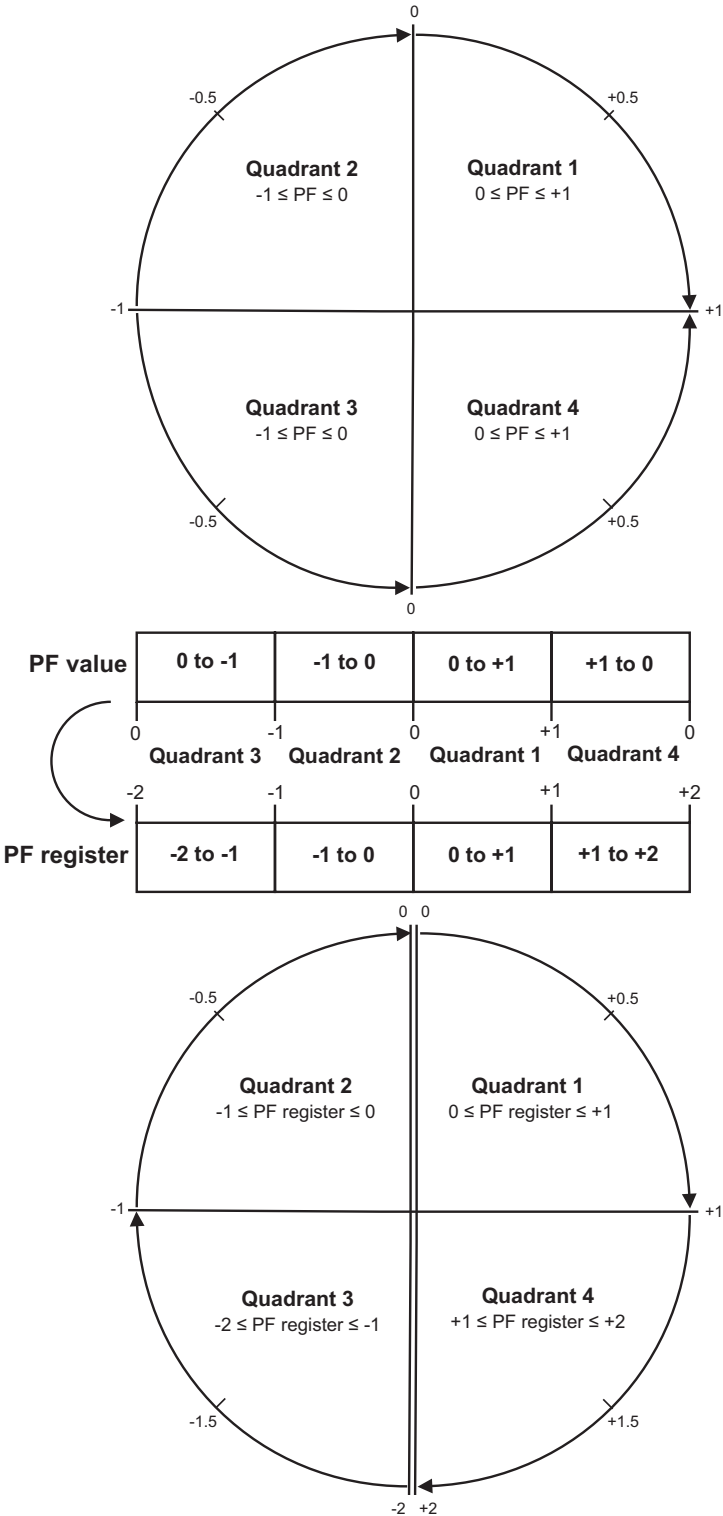 0
-0.5
+0.5
Quadrant 2
-1 ≤ PF ≤ 0
Quadrant 1
0 ≤ PF ≤ +1
-1
+1
Quadrant 3
-1 ≤ PF ≤ 0
Quadrant 4
0 ≤ PF ≤ +1
-0.5
+0.5
0
PF value
0 to -1
-1 to 0
0 to +1
+1 to 0
0
-1
0
+1
0
Quadrant 3
Quadrant 2
Quadrant 1
Quadrant 4
-2
-1
0
+1
+2
PF register
-2 to -1
-1 to 0
0 to +1
+1 to +2
0
0
-0.5
+0.5
Quadrant 2
-1 ≤ PF register ≤ 0
Quadrant 1
0 ≤ PF register ≤ +1
-1
+1
Quadrant 3
-2 ≤ PF register ≤ -1
Quadrant 4
+1 ≤ PF register ≤ +2
-1.5
+1.5
-2
+2